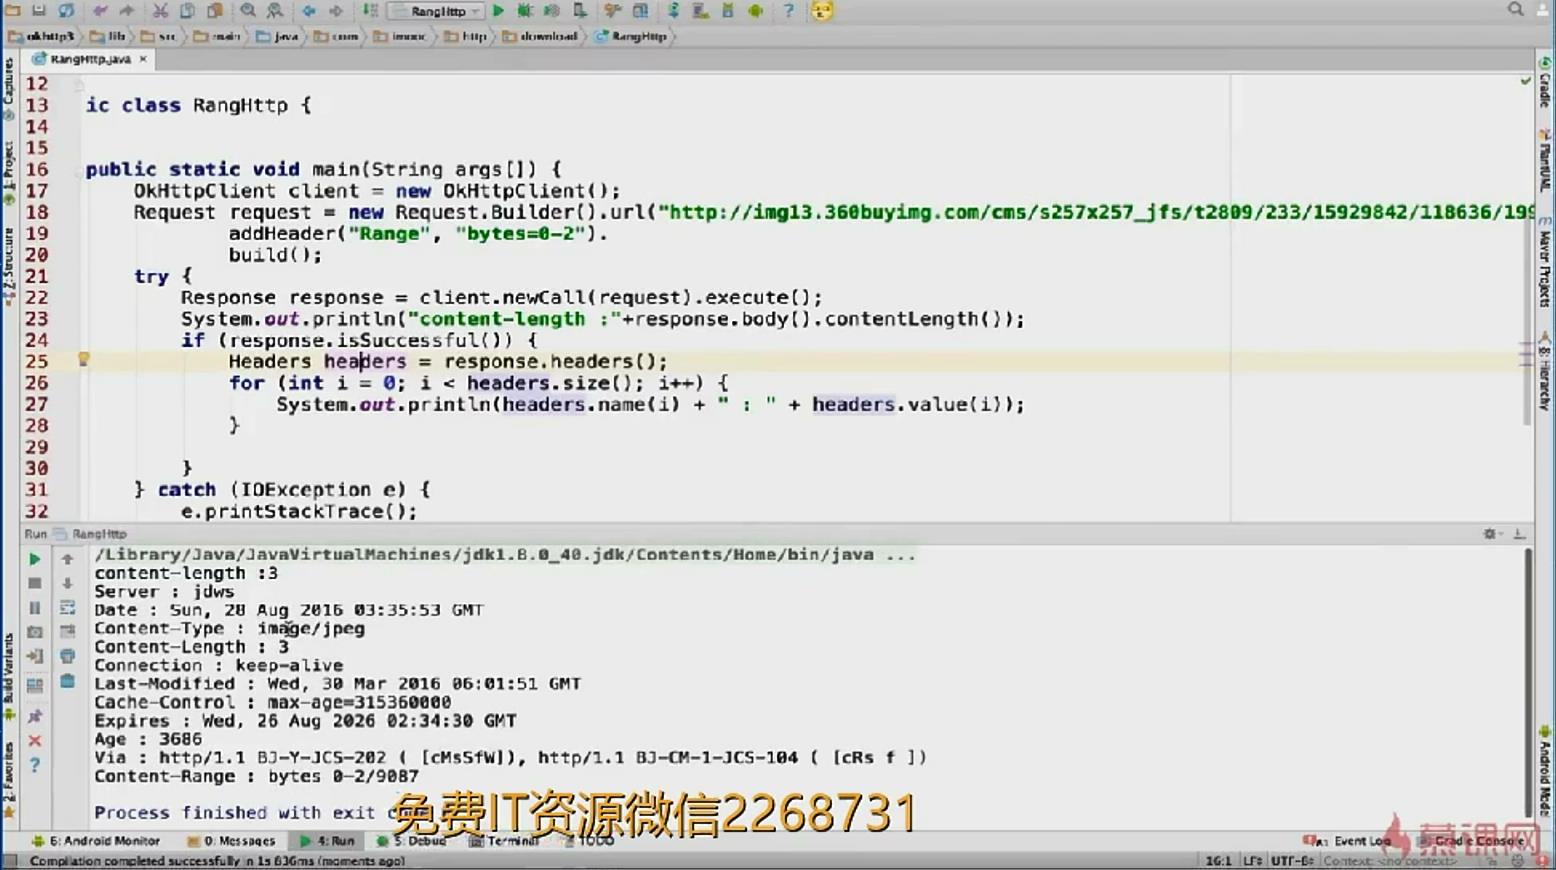 RangHttp
okhttp3 lib src main java com imooc http download RangHttp
RangHttp.java ×
12
13 ic class RangHttp {
14
15
16 public static void main(String args[]) {
17 OkHttpClient client = new OkHttpClient();
18 Request request = new Request.Builder().url("http://img13.360buyimg.com/cms/s257x257_jfs/t2809/233/15929842/118636/199
19 addHeader("Range", "bytes=0-2").
20 build();
21 try {
22 Response response = client.newCall(request).execute();
23 System.out.println("content-length :"+response.body().contentLength());
24 if (response.isSuccessful()) {
25 Headers headers = response.headers();
26 for (int i = 0; i < headers.size(); i++) {
27 System.out.println(headers.name(i) + " : " + headers.value(i));
28 }
29
30 }
31 } catch (IOException e) {
32 e.printStackTrace();
Captures
1: Project
Z: Structure
Build Variants
2: Favorites
Gradle
PlantUML
Maven Projects
8: Hierarchy
Android Model
Run RangHttp
/Library/Java/JavaVirtualMachines/jdk1.8.0_40.jdk/Contents/Home/bin/java ...
content-length :3
Server : jdws
Date : Sun, 28 Aug 2016 03:35:53 GMT
Content-Type : image/jpeg
Content-Length : 3
Connection : keep-alive
Last-Modified : Wed, 30 Mar 2016 06:01:51 GMT
Cache-Control : max-age=315360000
Expires : Wed, 26 Aug 2026 02:34:30 GMT
Age : 3686
Via : http/1.1 BJ-Y-JCS-202 ( [cMsSfW]), http/1.1 BJ-CM-1-JCS-104 ( [cRs f ])
Content-Range : bytes 0-2/9087
Process finished with exit
免费IT资源微信2268731
6: Android Monitor 0: Messages 4: Run 5: Debug Terminal TODO Event Log Gradle Console
慕课网
Compilation completed successfully in 1s 836ms (moments ago) 16:1 LF÷ UTF-8÷ Context: <no context>